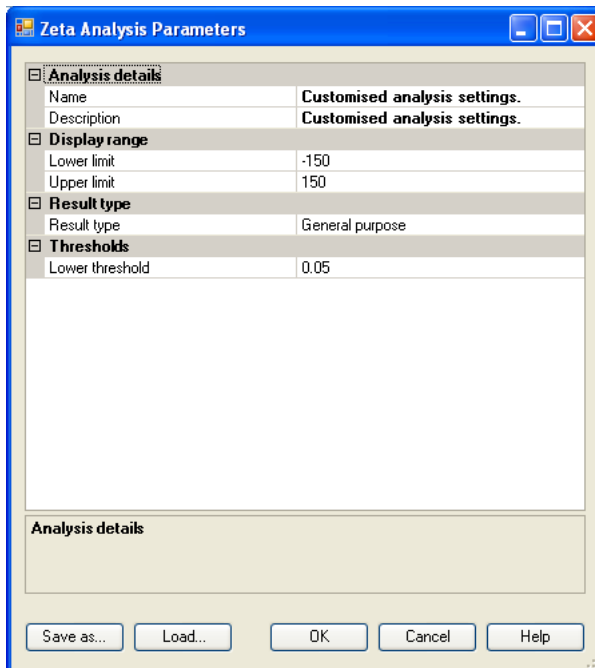 Zeta Analysis Parameters
Analysis details
Name Customised analysis settings.
Description Customised analysis settings.
Display range
Lower limit -150
Upper limit 150
Result type
Result type General purpose
Thresholds
Lower threshold 0.05
Analysis details
Save as... Load... OK Cancel Help